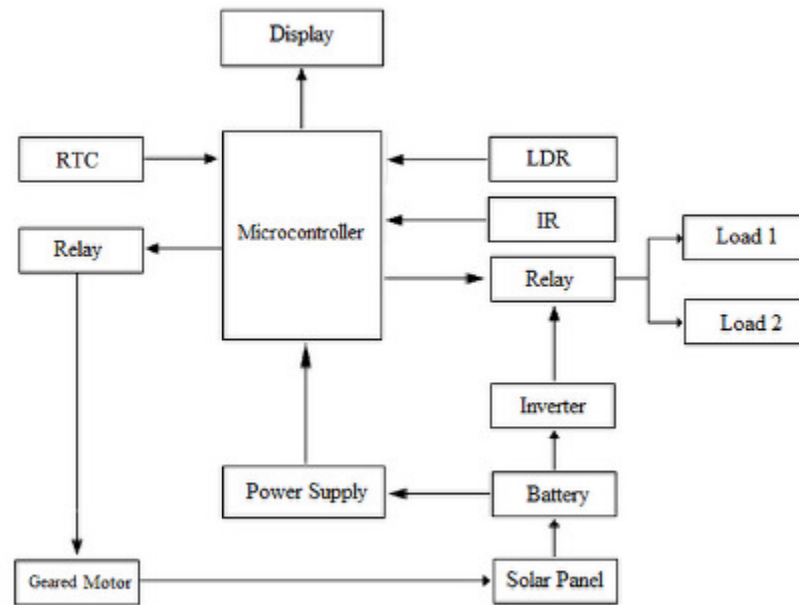 Display
RTC
LDR
Microcontroller
IR
Relay
Relay
Load 1
Load 2
Inverter
Power Supply
Battery
Geared Motor
Solar Panel